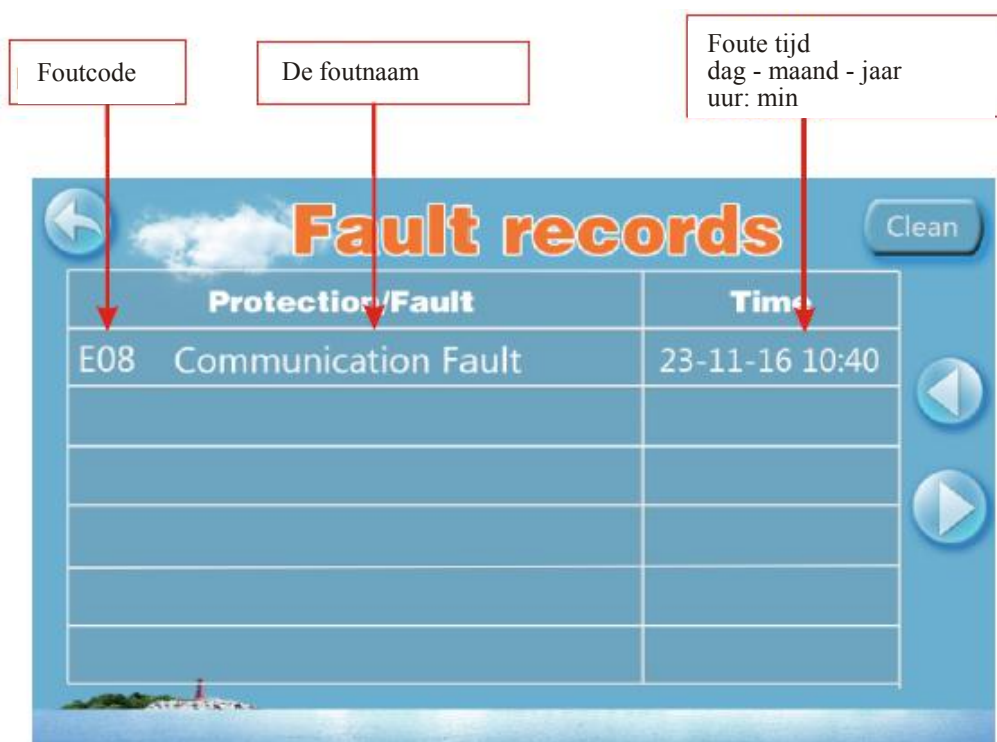 Foutcode
De foutnaam
Foute tijd
dag - maand - jaar
uur: min
Fault records
Clean
Protection/Fault
Time
E08 Communication Fault
23-11-16 10:40